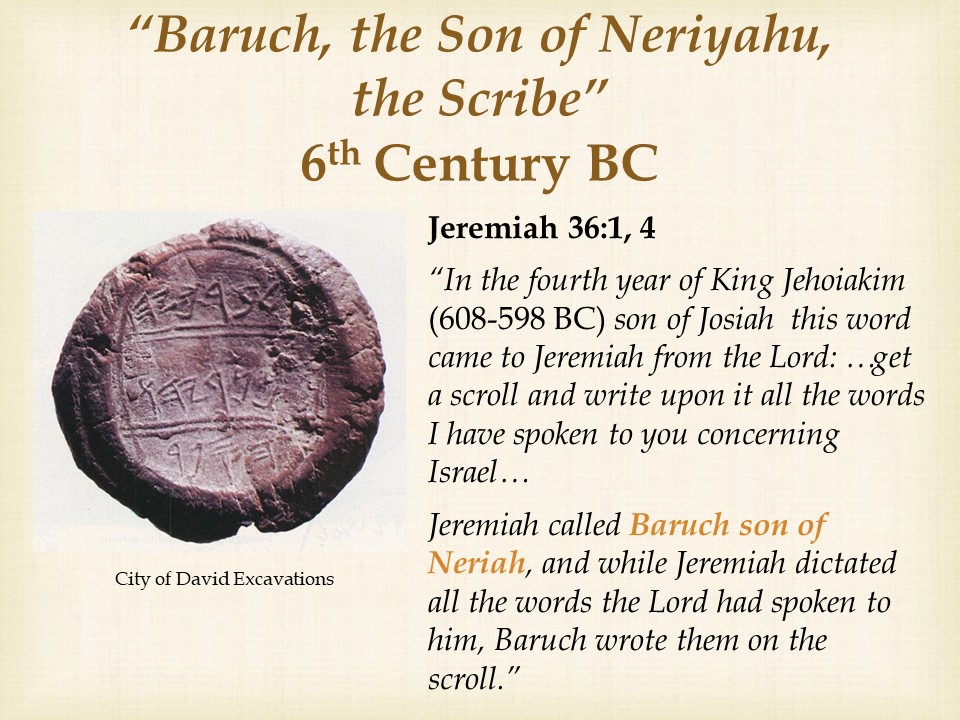 “Baruch, the Son of Neriyahu,
the Scribe”
6th Century BC
Jeremiah 36:1, 4
“In the fourth year of King Jehoiakim
(608-598 BC) son of Josiah this word
came to Jeremiah from the Lord: …get
a scroll and write upon it all the words
I have spoken to you concerning
Israel…
Jeremiah called Baruch son of
Neriah, and while Jeremiah dictated
all the words the Lord had spoken to
him, Baruch wrote them on the
scroll.”
City of David Excavations